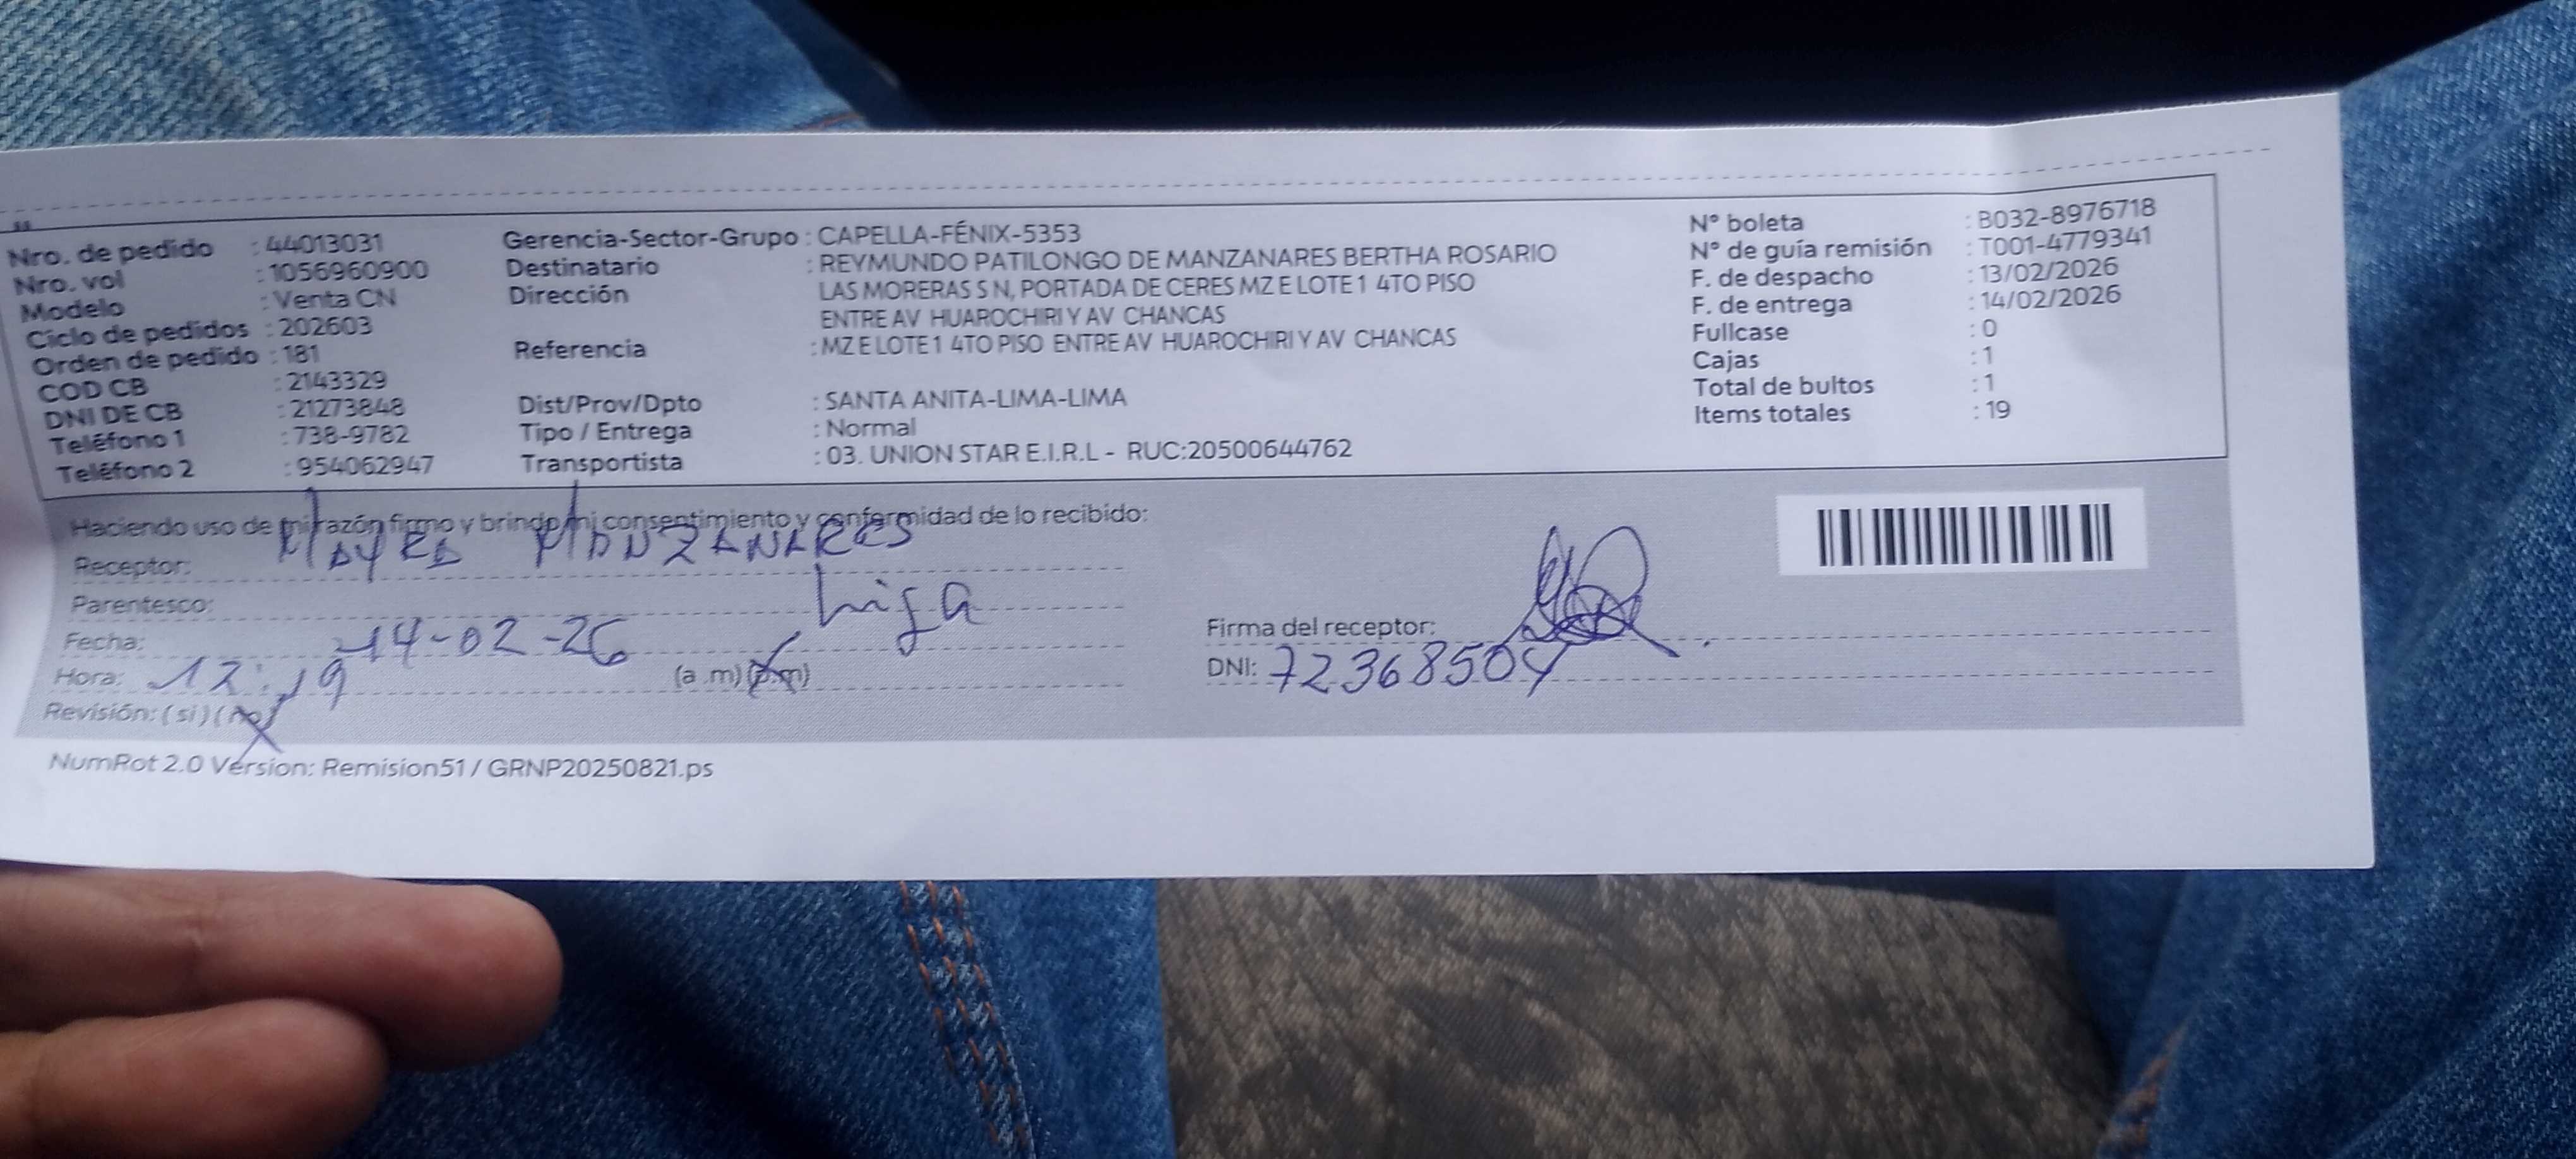 Nro. de pedido : 44013031
Nro. vol : 1056960900
Modelo : Venta CN
Ciclo de pedidos : 202603
Orden de pedido : 181
COD CB : 2143329
DNI DE CB : 21273848
Teléfono 1 : 738-9782
Teléfono 2 : 954062947
Gerencia-Sector-Grupo : CAPELLA-FÉNIX-5353
Destinatario : REYMUNDO PATILONGO DE MANZANARES BERTHA ROSARIO
Dirección LAS MORERAS S N, PORTADA DE CERES MZ E LOTE 1 4TO PISO
ENTRE AV HUAROCHIRI Y AV CHANCAS
Referencia : MZ E LOTE 1 4TO PISO ENTRE AV HUAROCHIRI Y AV CHANCAS
Dist/Prov/Dpto : SANTA ANITA-LIMA-LIMA
Tipo / Entrega : Normal
Transportista : 03. UNION STAR E.I.R.L - RUC:20500644762
N° boleta : B032-8976718
N° de guía remisión : T001-4779341
F. de despacho : 13/02/2026
F. de entrega : 14/02/2026
Fullcase : 0
Cajas : 1
Total de bultos : 1
Items totales : 19
Haciendo uso de mi razón firmo y brindo mi consentimiento y conformidad de lo recibido:
Receptor: MAYRA MANZANARES
Parentesco: hija
Fecha: 14-02-26
Hora: 12:19 (a.m) (p.m)
Revisión: (si) (no)
Firma del receptor:
DNI: 72368504
NumRot 2.0 Version: Remision51 / GRNP20250821.ps